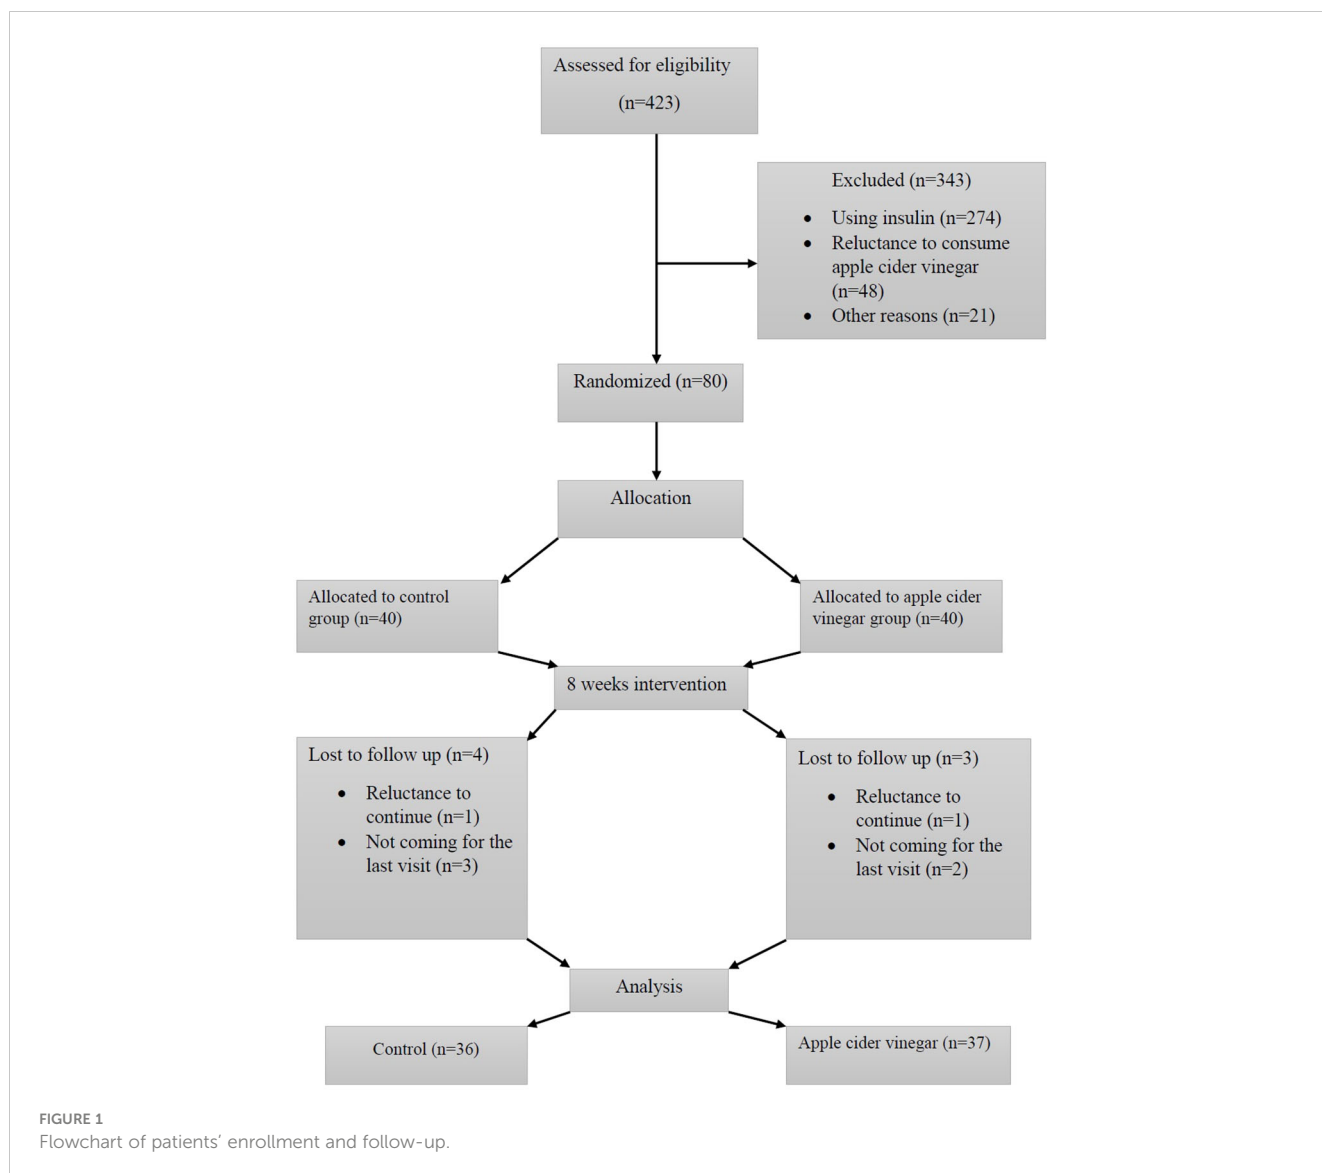 Assessed for eligibility
(n=423)
Excluded (n=343)
• Using insulin (n=274)
• Reluctance to consume
apple cider vinegar
(n=48)
• Other reasons (n=21)
Randomized (n=80)
Allocation
Allocated to control
group (n=40)
Allocated to apple cider
vinegar group (n=40)
8 weeks intervention
Lost to follow up (n=4)
• Reluctance to
continue (n=1)
• Not coming for the
last visit (n=3)
Lost to follow up (n=3)
• Reluctance to
continue (n=1)
• Not coming for the
last visit (n=2)
Analysis
Control (n=36)
Apple cider vinegar (n=37)
FIGURE 1
Flowchart of patients’ enrollment and follow-up.